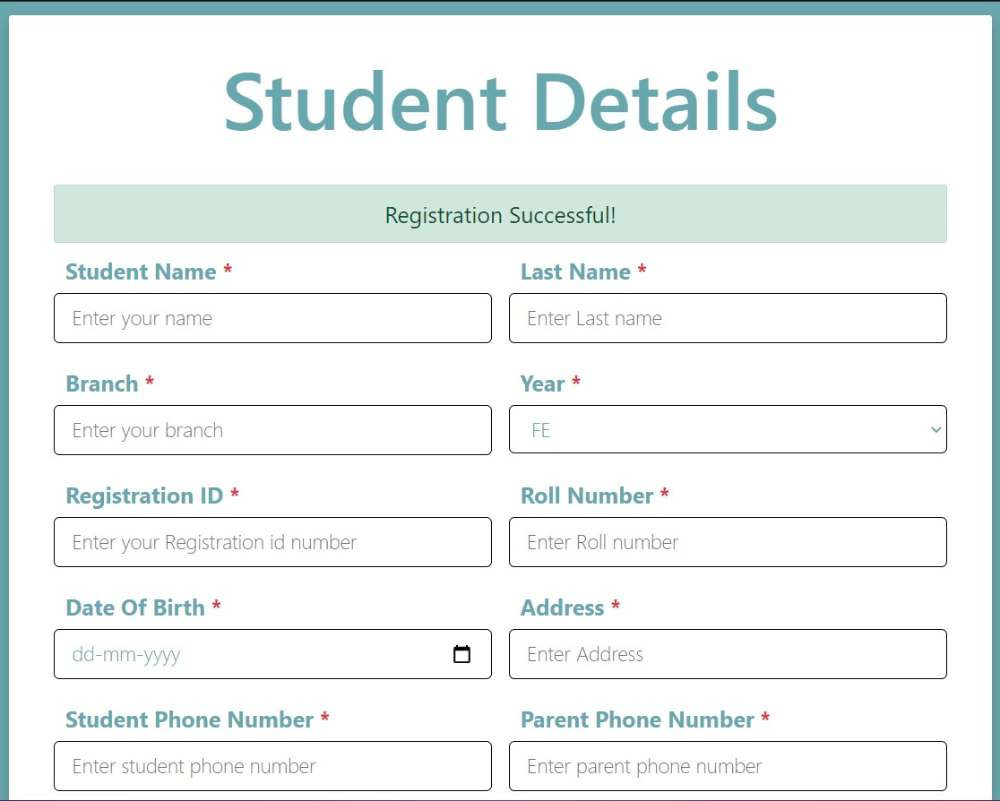 Student Details
Registration Successful!
Student Name * Last Name *
Enter your name Enter Last name
Branch * Year *
Enter your branch FE
Registration ID * Roll Number *
Enter your Registration id number Enter Roll number
Date Of Birth * Address *
dd-mm-yyyy Enter Address
Student Phone Number * Parent Phone Number *
Enter student phone number Enter parent phone number